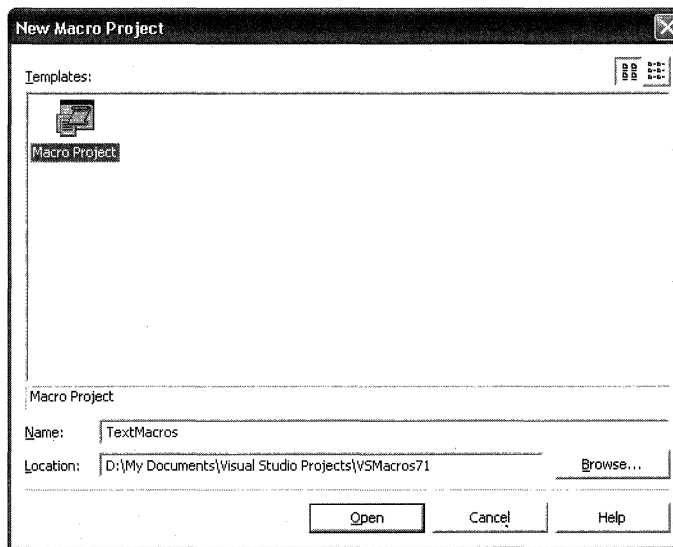 New Macro Project
Templates:
Macro Project
Macro Project
Name: TextMacros
Location: D:\My Documents\Visual Studio Projects\VSMacros71 Browse...
Open Cancel Help